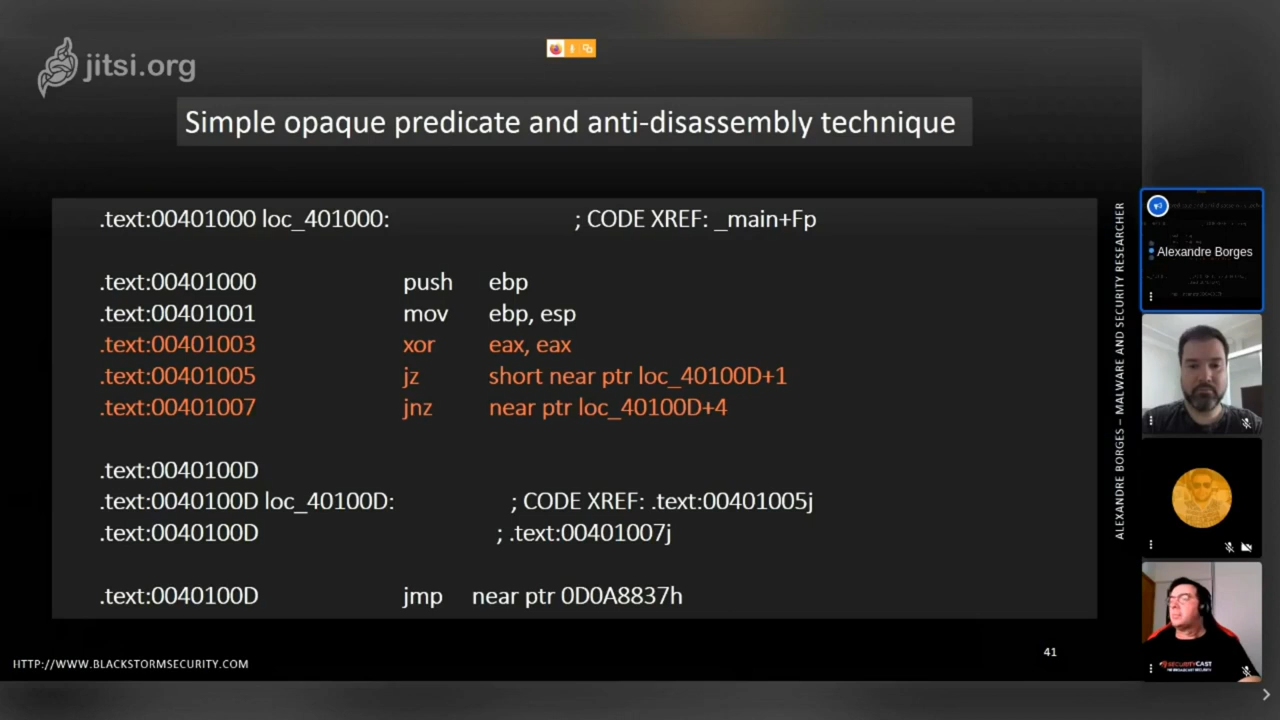 jitsi.org
Simple opaque predicate and anti-disassembly technique
.text:00401000 loc_401000: ; CODE XREF: _main+Fp
.text:00401000 push ebp
.text:00401001 mov ebp, esp
.text:00401003 xor eax, eax
.text:00401005 jz short near ptr loc_40100D+1
.text:00401007 jnz near ptr loc_40100D+4
.text:0040100D
.text:0040100D loc_40100D: ; CODE XREF: .text:00401005j
.text:0040100D ; .text:00401007j
.text:0040100D jmp near ptr 0D0A8837h
41
HTTP://WWW.BLACKSTORMSECURITY.COM
ALEXANDRE BORGES – MALWARE AND SECURITY RESEARCHER
Alexandre Borges
SECURITYCAST